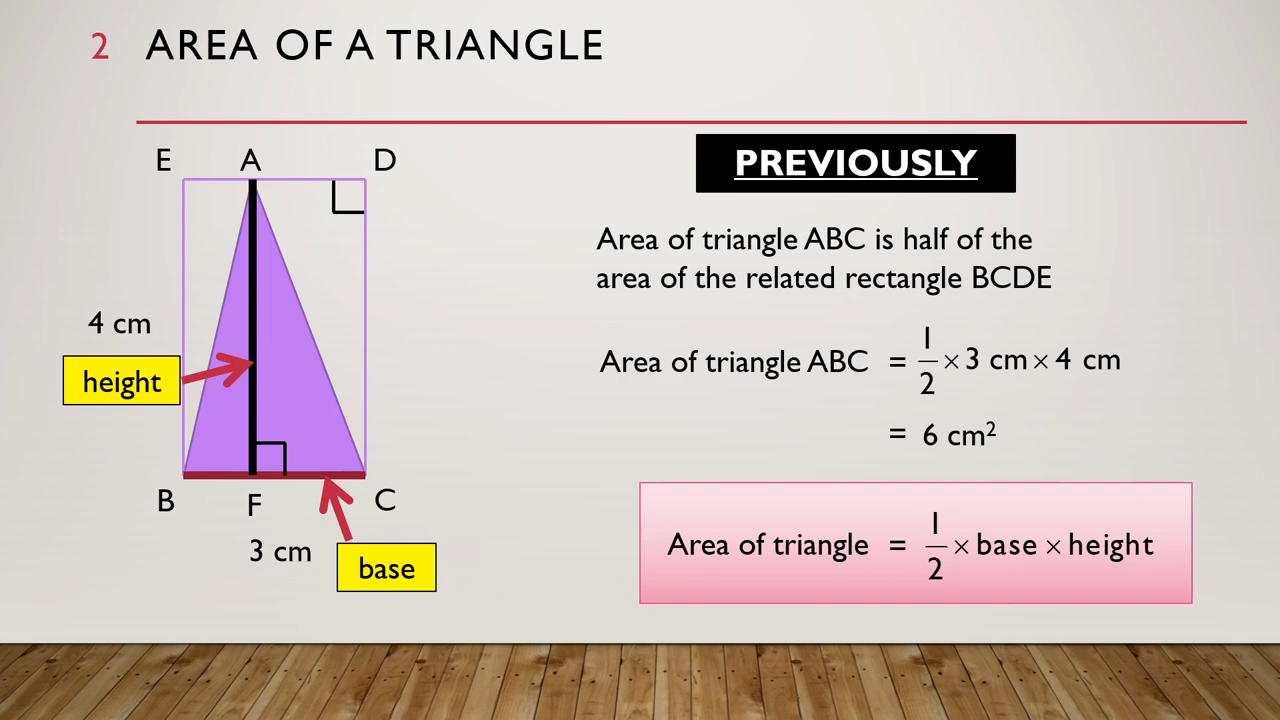 2 AREA OF A TRIANGLE
E A D
4 cm
height
B F C
3 cm
base
PREVIOUSLY
Area of triangle ABC is half of the
area of the related rectangle BCDE
Area of triangle ABC = 1/2 × 3 cm × 4 cm
= 6 cm²
Area of triangle = 1/2 × base × height